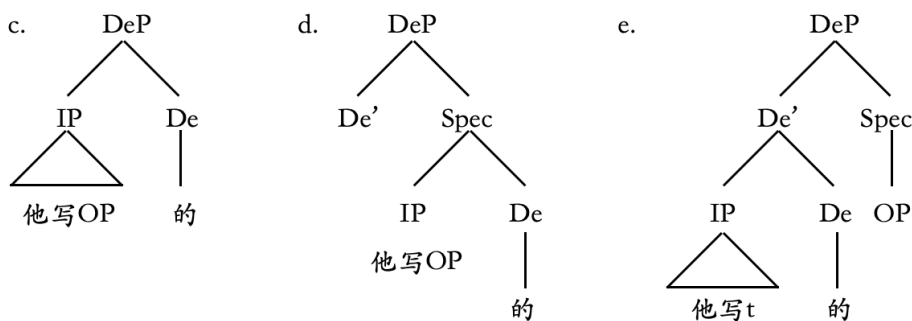 c. DeP d. DeP e. DeP
IP De De’ Spec De’ Spec
他写OP 的 IP De IP De OP
他写OP
的 他写t 的